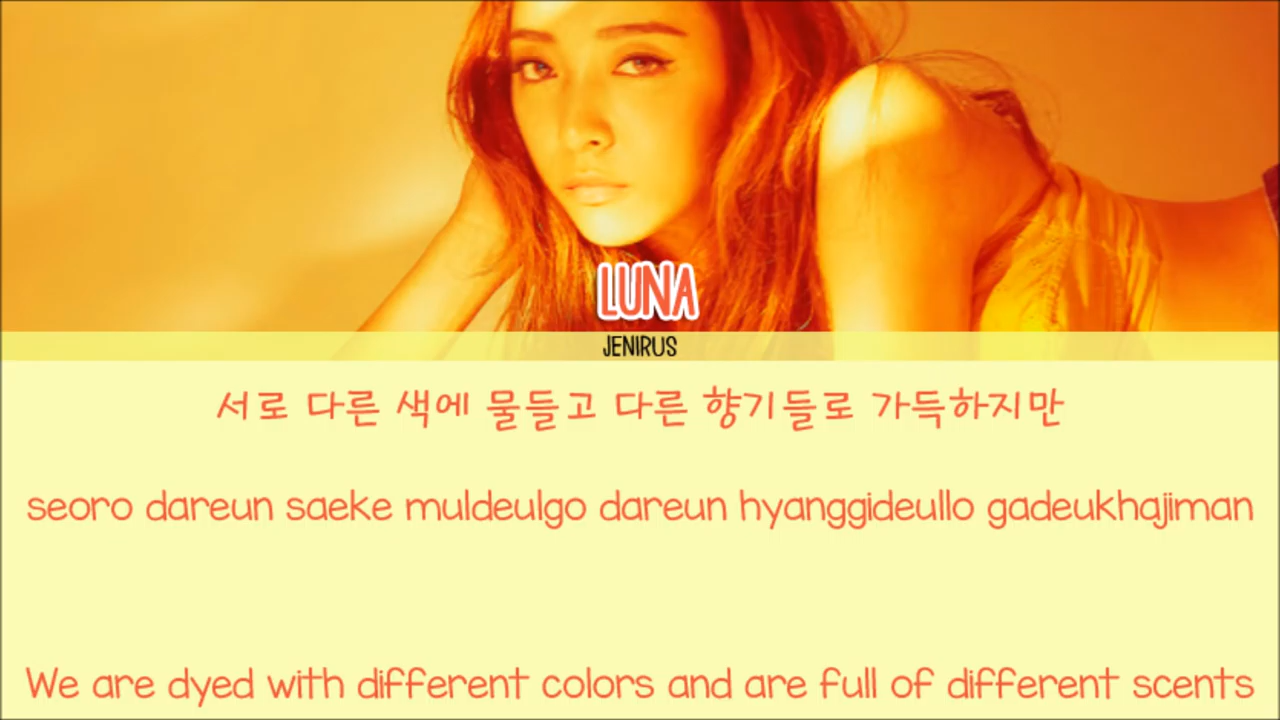 LUNA
JENIRUS
서로 다른 색에 물들고 다른 향기들로 가득하지만
seoro dareun saeke muldeulgo dareun hyanggideullo gadeukhajiman
We are dyed with different colors and are full of different scents